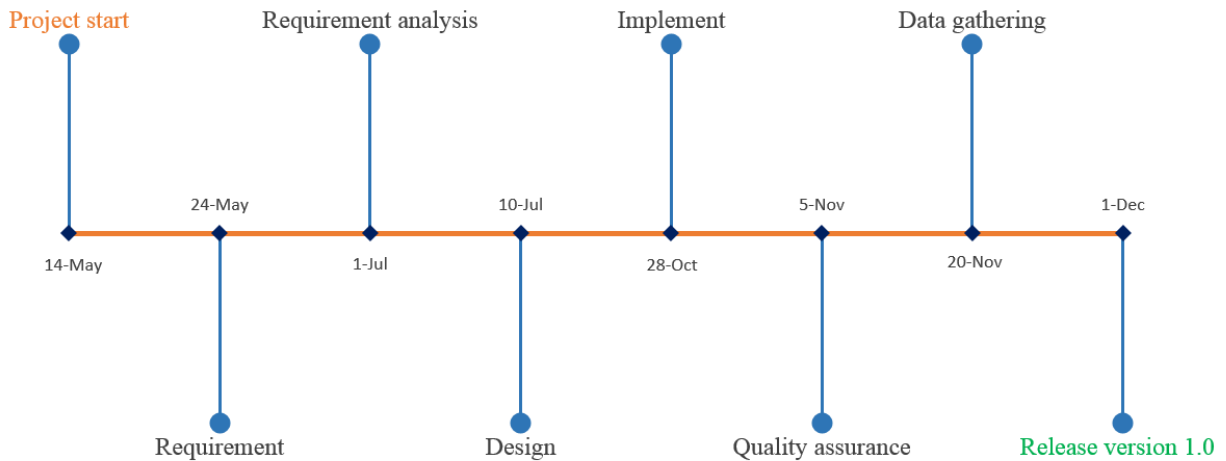 Project start
Requirement analysis
Implement
Data gathering
24-May
10-Jul
5-Nov
1-Dec
14-May
1-Jul
28-Oct
20-Nov
Requirement
Design
Quality assurance
Release version 1.0